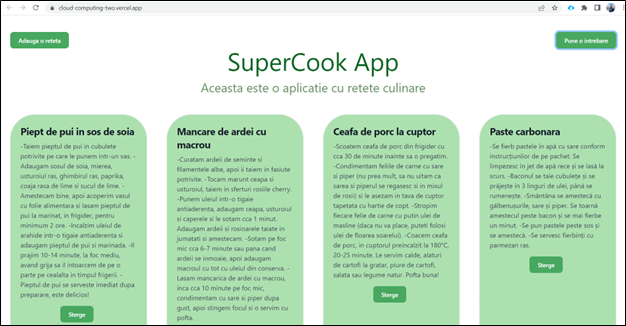 cloud-computing-two.vercel.app
Adauga o reteta
Pune o intrebare
SuperCook App
Aceasta este o aplicatie cu retete culinare
Piept de pui in sos de soia
-Taiem pieptul de pui in cubulete
potrivite pe care le punem intr-un vas. -
Adaugam sosul de soia, mierea,
usturoiul ras, ghimbirul ras, paprika,
coaja rasa de lime si sucul de lime. -
Amestecam bine, apoi acoperim vasul
cu folie alimentara si lasam pieptul de
pui la marinat, in frigider, pentru
minimum 2 ore. -Incalzim uleiul de
arahide intr-o tigaie antiaderenta si
adaugam pieptul de pui si marinada. -Il
prajim 10-14 minute, la foc mediu,
avand grija sa il intoarcem de pe o
parte pe cealalta in timpul frigerii. -
Pieptul de pui se serveste imediat dupa
preparare, este delicios!
Sterge
Mancare de ardei cu
macrou
-Curatam ardeii de seminte si
filamentele albe, apoi ii taiem in fasiute
potrivite. -Tocam marunt ceapa si
usturoiul, taiem in sferturi rosiile cherry.
-Punem uleiul intr-o tigaie
antiaderenta, adaugam ceapa, usturoiul
si caperele si le sotam cca 1 minut.
Adaugam ardeii si rosioarele taiate in
jumatati si amestecam. -Sotam pe foc
mic cca 6-7 minute sau pana cand
ardeii se inmoaie, apoi adaugam
macroul cu tot cu uleiul din conserva. -
Lasam mancarica de ardei cu macrou,
inca cca 10 minute pe foc mic,
condimentam cu sare si piper dupa
gust, apoi stingem focul si o servim cu
pofta.
Ceafa de porc la cuptor
-Scoatem ceafa de porc din frigider cu
cca 30 de minute inainte sa o pregatim.
-Condimentam feliile de carne cu sare
si piper (nu prea mult, sa nu uitam ca
sarea si piperul se regasesc si in mixul
de rosii) si le asezam in tava de cuptor
tapetata cu hartie de copt. -Stropim
fiecare felie de carne cu putin ulei de
masline (daca nu va place, puteti folosi
ulei de floarea soarelui). -Coacem ceafa
de porc, in cuptorul preincalzit la 180°C,
20-25 minute. Le servim calde, alaturi
de cartofi la gratar, piure de cartofi,
salata sau legume natur. Pofta buna!
Sterge
Paste carbonara
-Se fierb pastele în apă cu sare conform
instrucțiunilor de pe pachet. Se
limpezesc în jet de apă rece și se lasă la
scurs. -Baconul se taie cubulețe și se
prăjește în 3 linguri de ulei, până se
rumenește. -Smântâna se amestecă cu
gălbenușurile, sare și piper. Se toarnă
amestecul peste bacon și se mai fierbe
un minut. -Se pun pastele peste sos și
se amestecă. -Se servesc fierbinți cu
parmezan ras.
Sterge